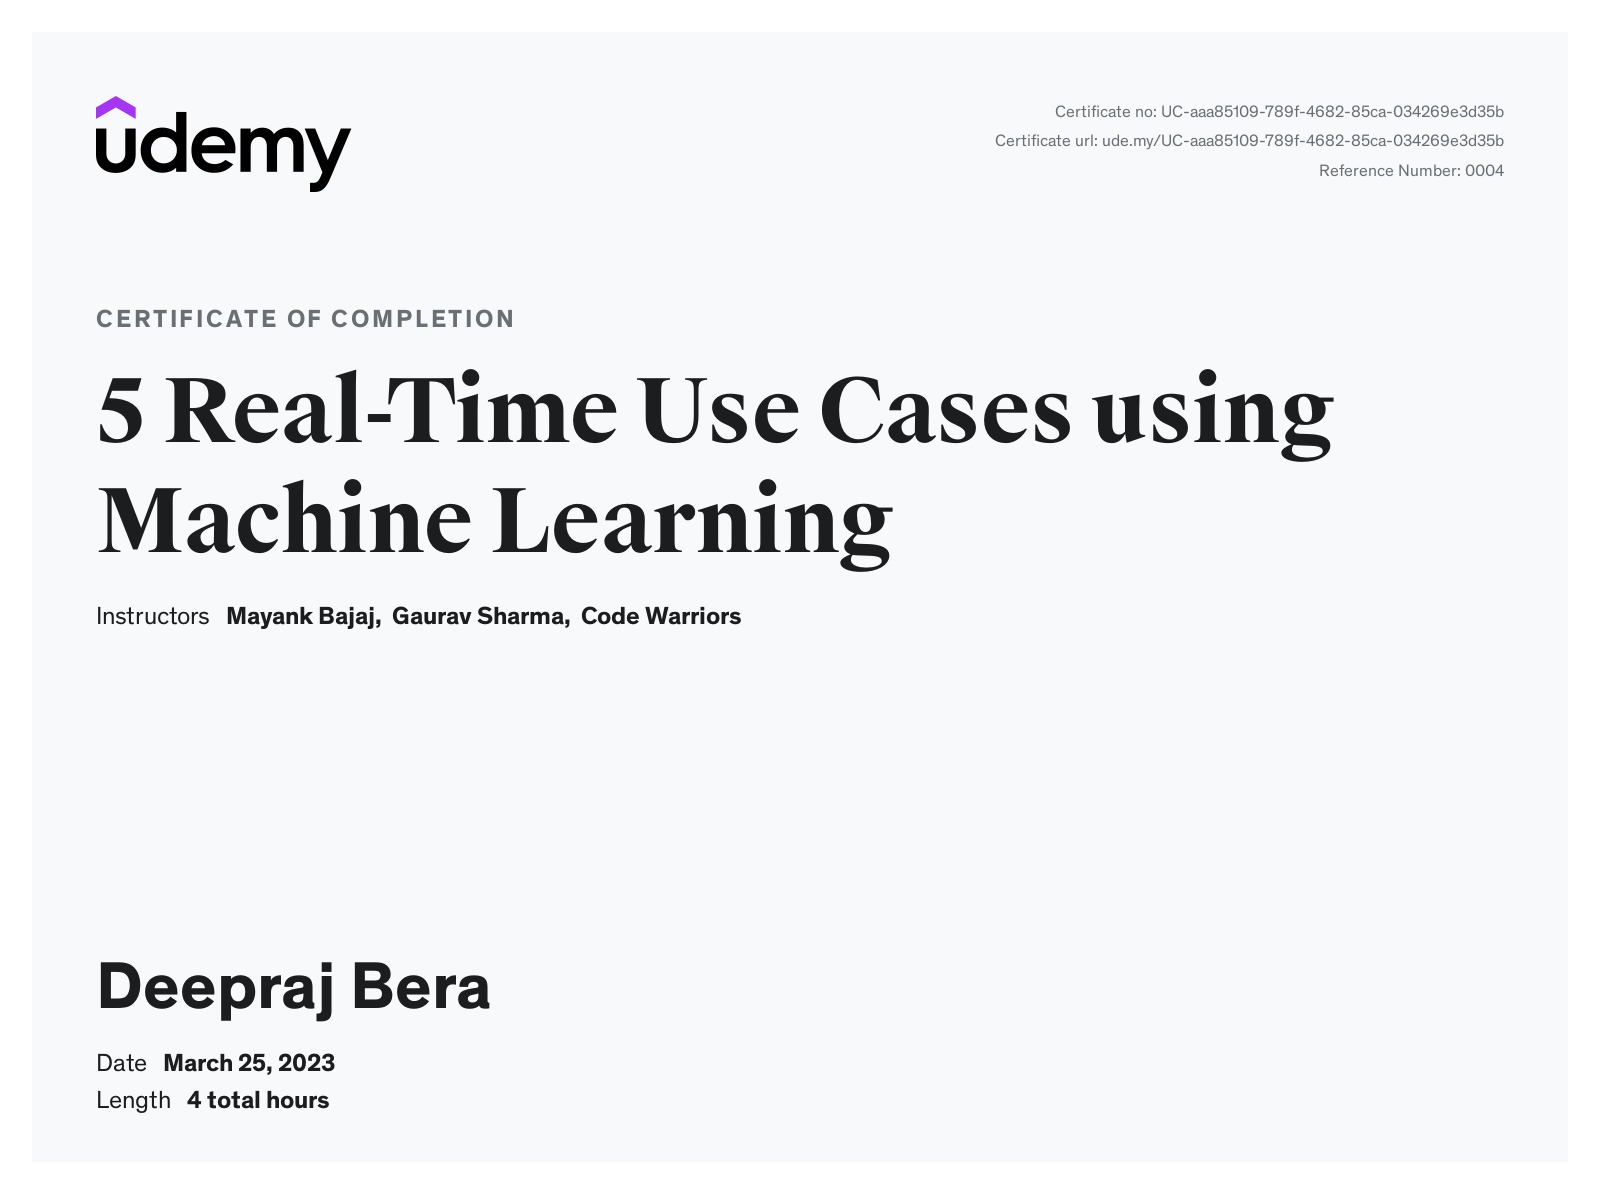 udemy
Certificate no: UC-aaa85109-789f-4682-85ca-034269e3d35b
Certificate url: ude.my/UC-aaa85109-789f-4682-85ca-034269e3d35b
Reference Number: 0004
CERTIFICATE OF COMPLETION
5 Real-Time Use Cases using
Machine Learning
Instructors Mayank Bajaj, Gaurav Sharma, Code Warriors
Deepraj Bera
Date March 25, 2023
Length 4 total hours